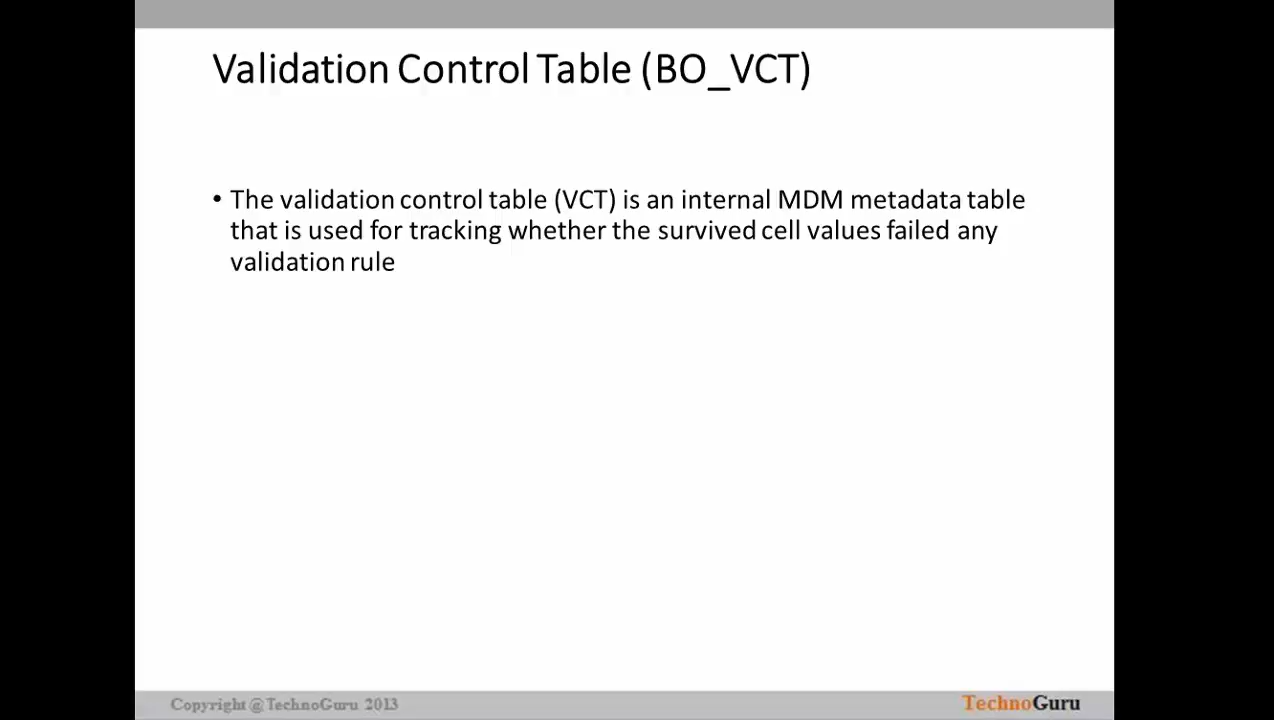 Validation Control Table (BO_VCT)
• The validation control table (VCT) is an internal MDM metadata table
that is used for tracking whether the survived cell values failed any
validation rule
Copyright @ TechnoGuru 2013
TechnoGuru